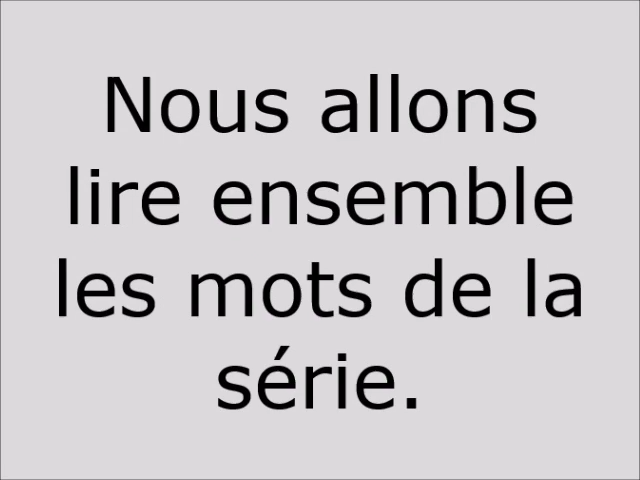 Nous allons
lire ensemble
les mots de la
série.